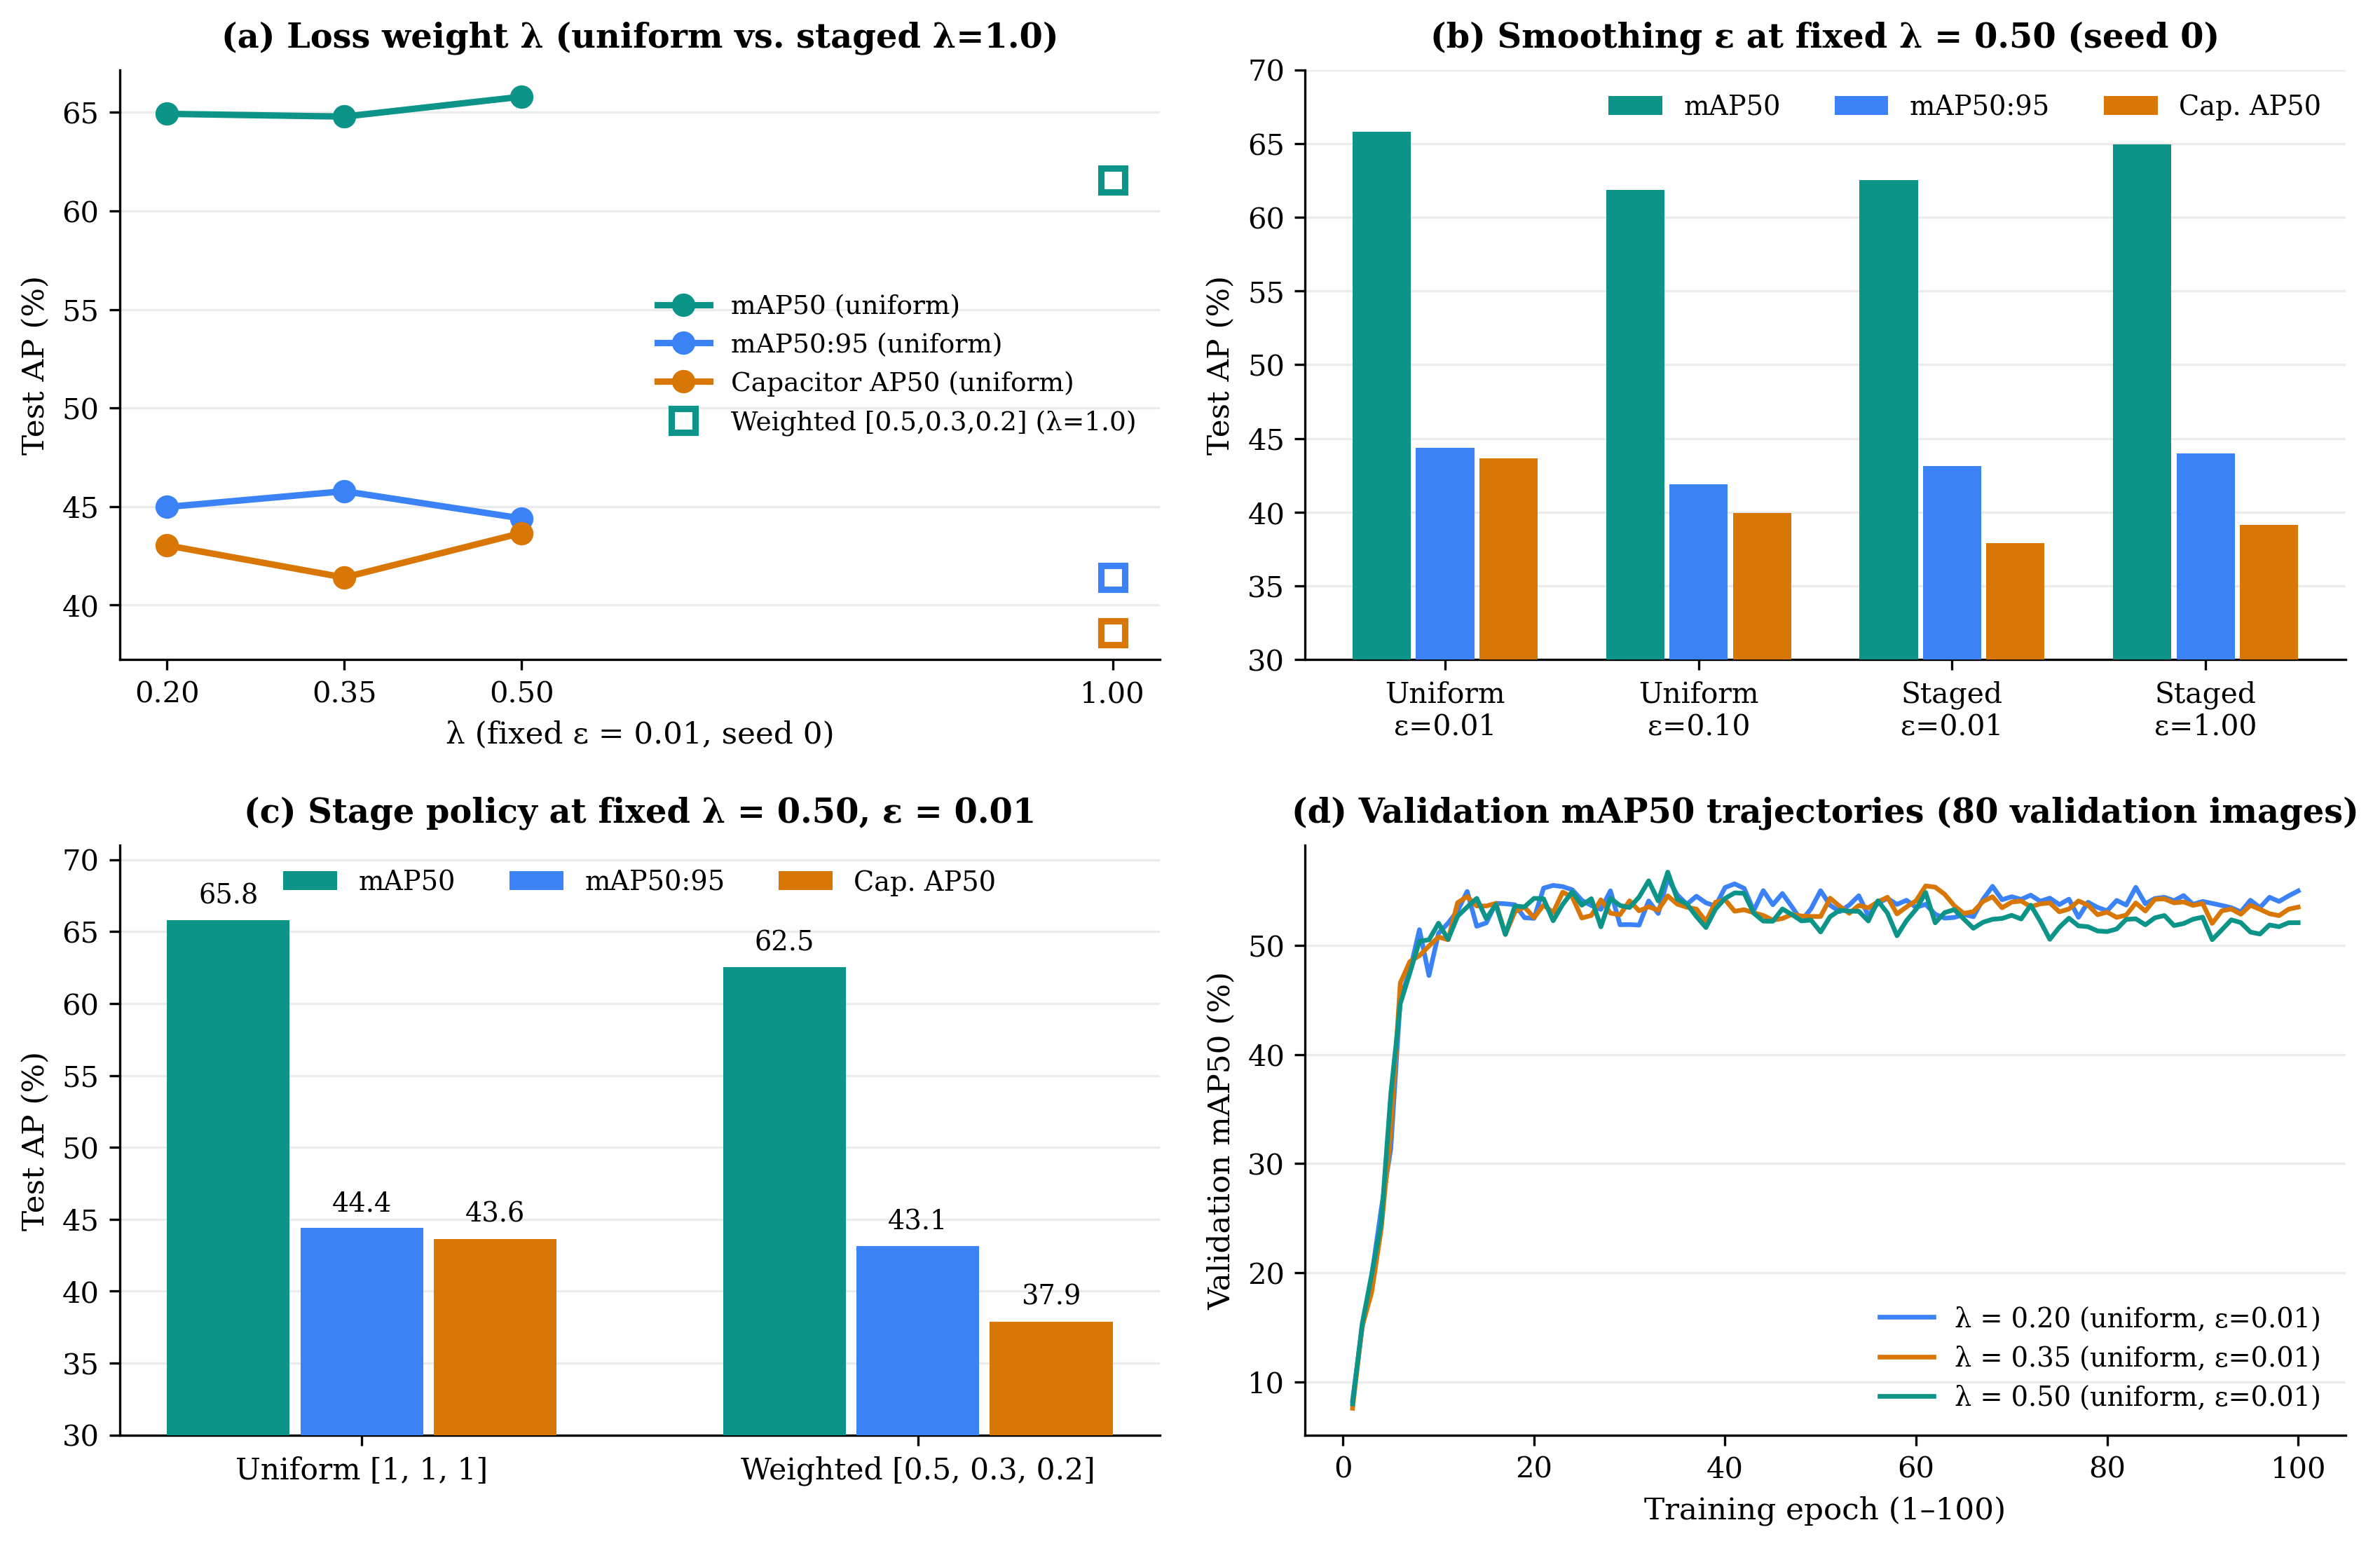 (a) Loss weight λ (uniform vs. staged λ=1.0)
Test AP (%)
65
60
55
50
45
40
mAP50 (uniform)
mAP50:95 (uniform)
Capacitor AP50 (uniform)
Weighted [0.5,0.3,0.2] (λ=1.0)
0.20 0.35 0.50 1.00
λ (fixed ε = 0.01, seed 0)
(b) Smoothing ε at fixed λ = 0.50 (seed 0)
Test AP (%)
70
65
60
55
50
45
40
35
30
mAP50 mAP50:95 Cap. AP50
Uniform Uniform Staged Staged
ε=0.01 ε=0.10 ε=0.01 ε=1.00
(c) Stage policy at fixed λ = 0.50, ε = 0.01
Test AP (%)
70
65
60
55
50
45
40
35
30
mAP50 mAP50:95 Cap. AP50
65.8
44.4
43.6
62.5
43.1
37.9
Uniform [1, 1, 1] Weighted [0.5, 0.3, 0.2]
(d) Validation mAP50 trajectories (80 validation images)
Validation mAP50 (%)
50
40
30
20
10
λ = 0.20 (uniform, ε=0.01)
λ = 0.35 (uniform, ε=0.01)
λ = 0.50 (uniform, ε=0.01)
0 20 40 60 80 100
Training epoch (1–100)